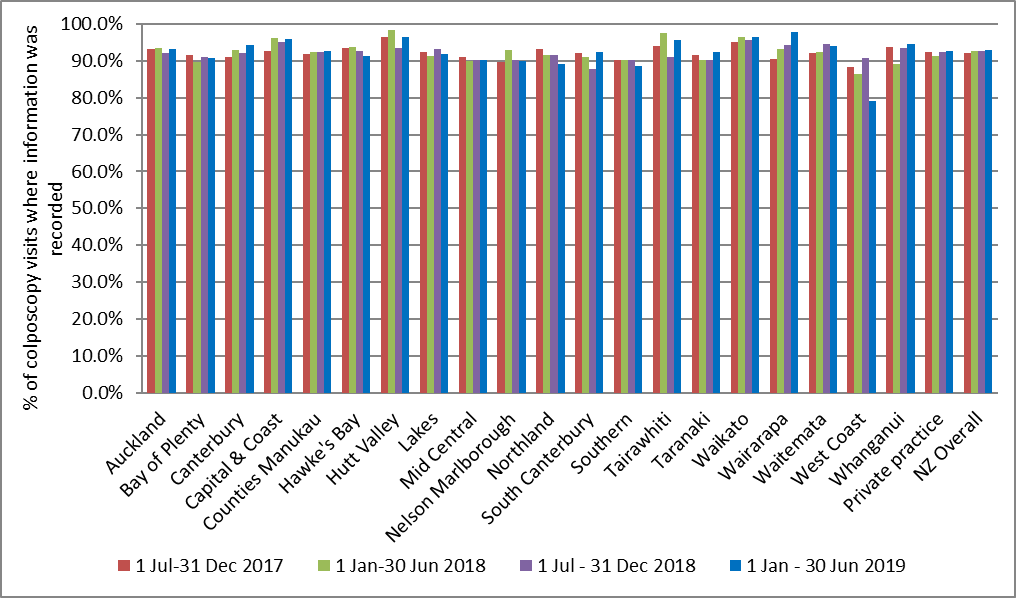 % of colposcopy visits where information was
recorded
100.0%
90.0%
80.0%
70.0%
60.0%
50.0%
40.0%
30.0%
20.0%
10.0%
0.0%
Auckland
Bay of Plenty
Canterbury
Capital & Coast
Counties Manukau
Hawke's Bay
Hutt Valley
Lakes
Mid Central
Nelson Marlborough
Northland
South Canterbury
Southern
Tairawhiti
Taranaki
Waikato
Wairarapa
Waitemata
West Coast
Whanganui
Private practice
NZ Overall
1 Jul-31 Dec 2017
1 Jan-30 Jun 2018
1 Jul - 31 Dec 2018
1 Jan - 30 Jun 2019